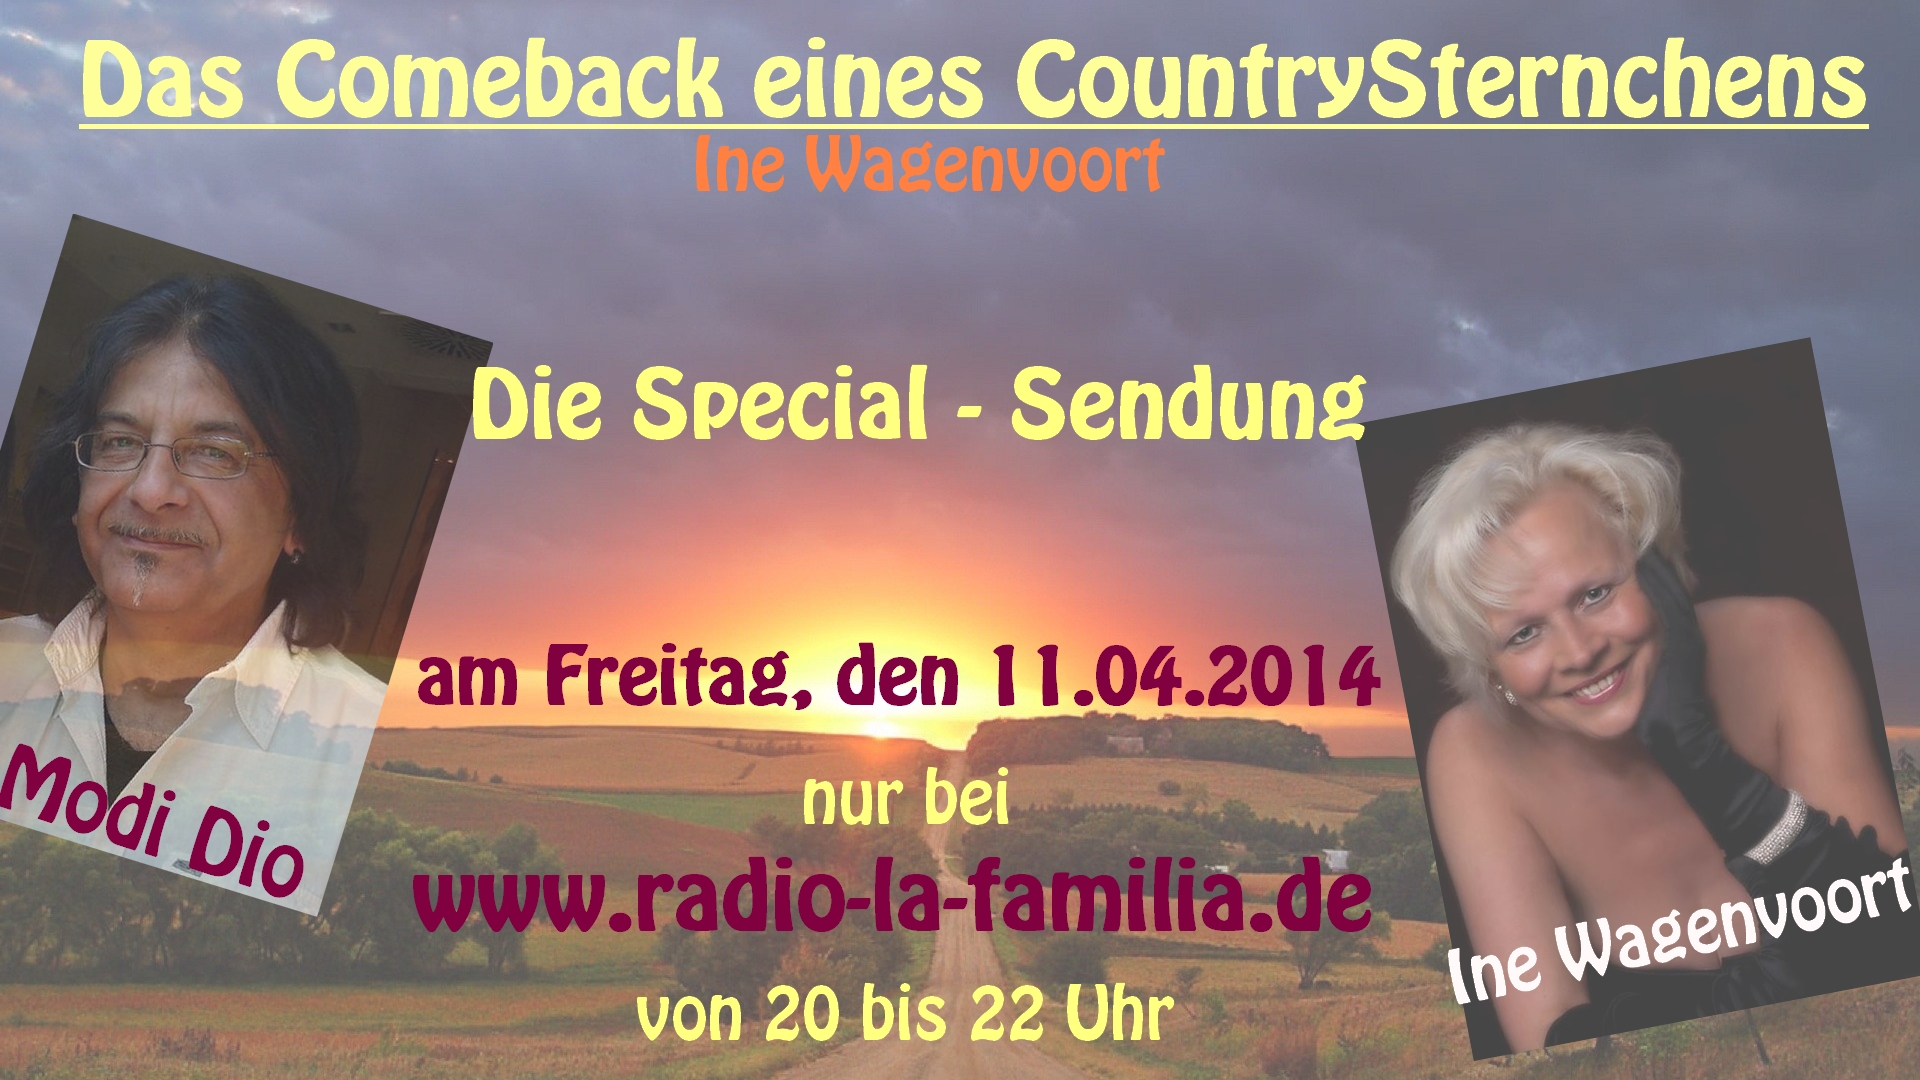 Das Comeback eines CountrySternchens
Ine Wagenvoort
Die Special - Sendung
am Freitag, den 11.04.2014
nur bei
www.radio-la-familia.de
von 20 bis 22 Uhr
Modi Dio
Ine Wagenvoort